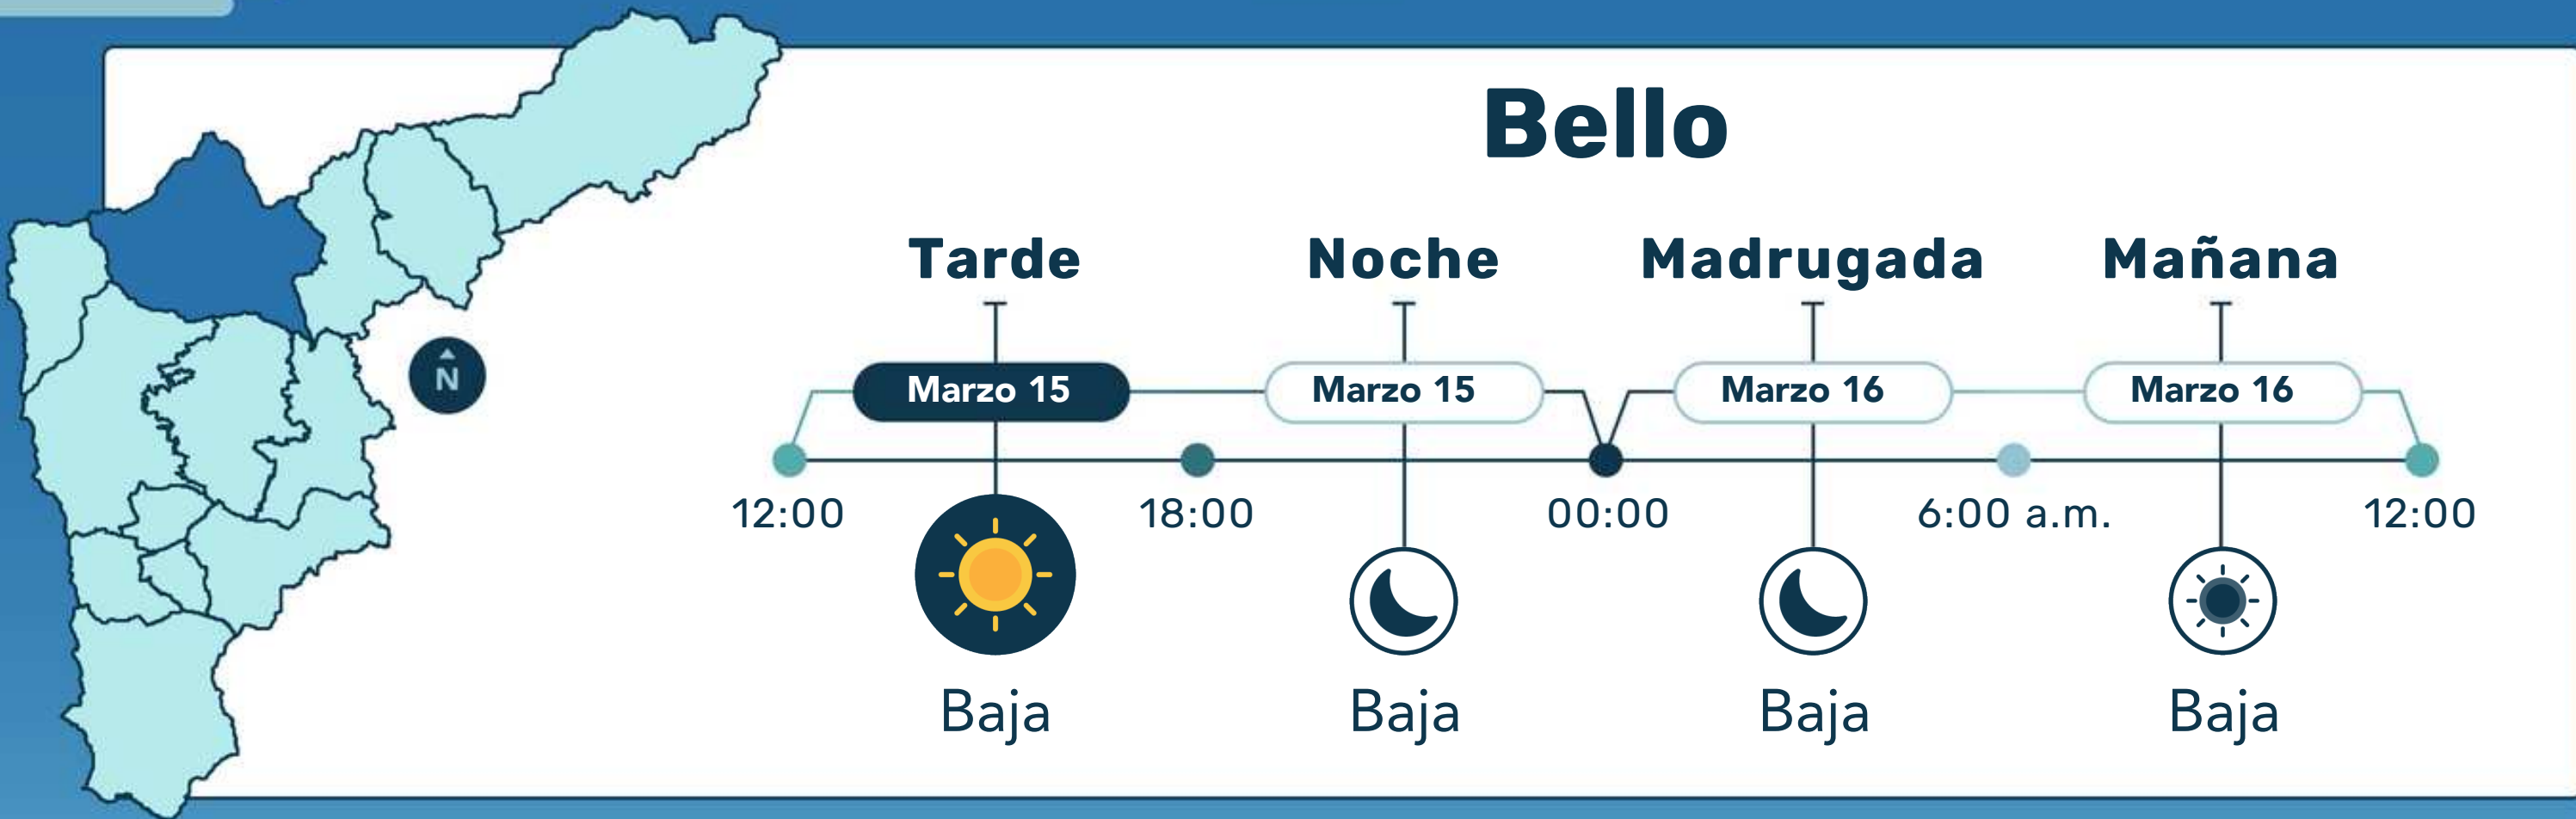 Bello
Tarde
Noche
Madrugada
Mañana
Marzo 15
Marzo 15
Marzo 16
Marzo 16
N
12:00
18:00
00:00
6:00 a.m.
12:00
Baja
Baja
Baja
Baja